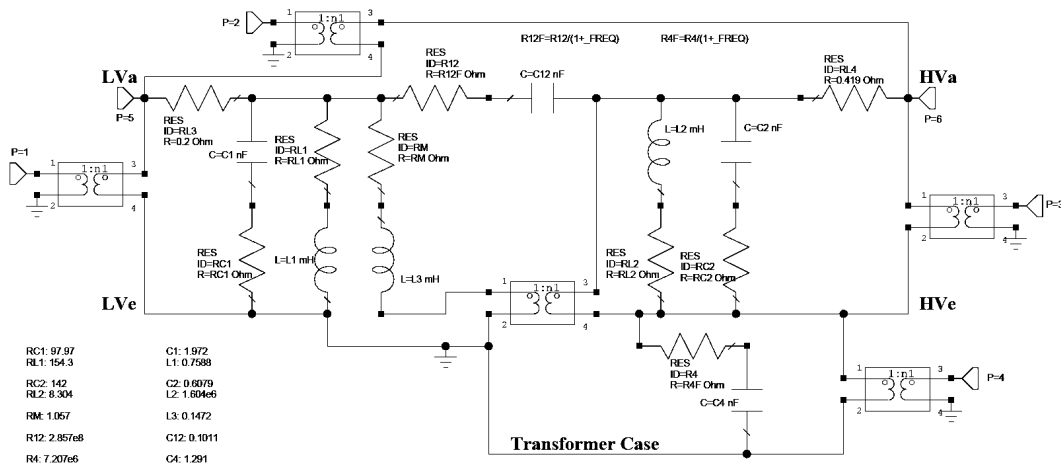 P=2
1
1:n1
3
2
4
R12F=R12/(1+_FREQ)
R4F=R4/(1+_FREQ)
LVa
RES
ID=R12
R=R12F Ohm
C=C12 nF
RES
ID=RL4
R=0.419 Ohm
HVa
P=5
RES
ID=RL3
R=0.2 Ohm
P=6
P=1
1
1:n1
3
2
4
C=C1 nF
RES
ID=RL1
R=RL1 Ohm
RES
ID=RM
R=RM Ohm
L=L2 mH
C=C2 nF
1
1:n1
3
2
4
P=3
RES
ID=RC1
R=RC1 Ohm
L=L1 mH
L=L3 mH
RES
ID=RL2
R=RL2 Ohm
RES
ID=RC2
R=RC2 Ohm
1
1:n1
3
2
4
LVe
HVe
RES
ID=R4
R=R4F Ohm
C=C4 nF
1
1:n1
3
2
4
P=4
Transformer Case
RC1: 97.97 C1: 1.972
RL1: 154.3 L1: 0.7588
RC2: 142 C2: 0.6079
RL2: 8.304 L2: 1.604e6
RM: 1.057 L3: 0.1472
R12: 2.857e8 C12: 0.1011
R4: 7.207e6 C4: 1.291